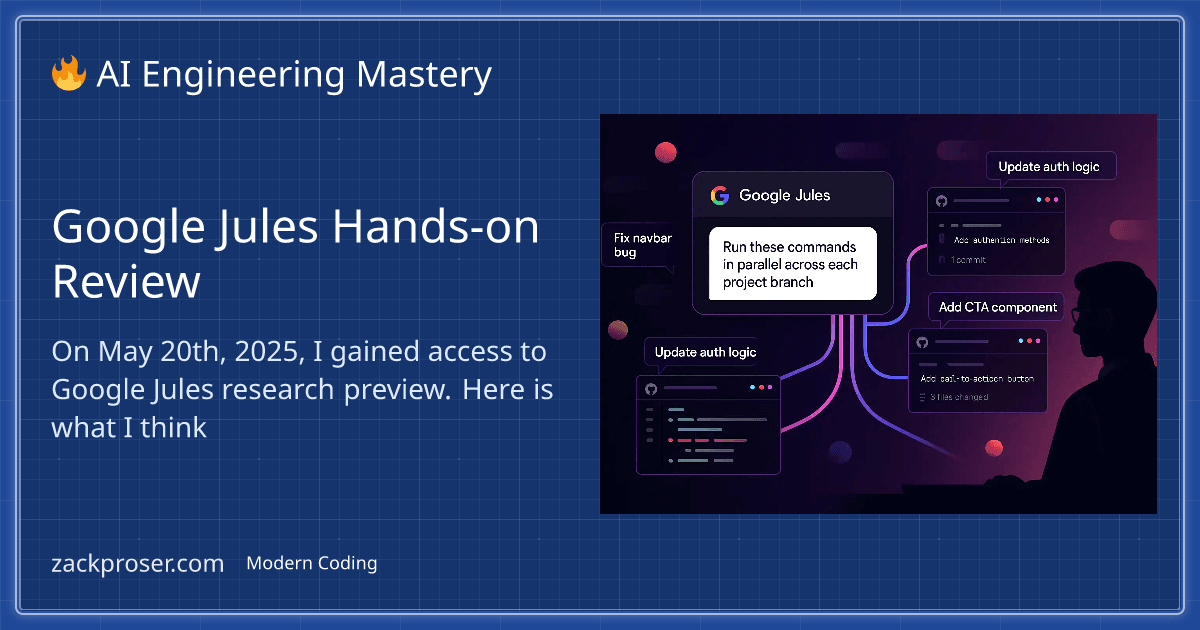 AI Engineering Mastery
Google Jules Hands-on
Review
On May 20th, 2025, I gained access to
Google Jules research preview. Here is
what I think
zackproser.com
Modern Coding
Google Jules
Run these commands
in parallel across each
project branch
Fix navbar
bug
Update auth logic
Update auth logic
Add authention methods
1 commit
Add CTA component
Add call-to-action button
3 files changed